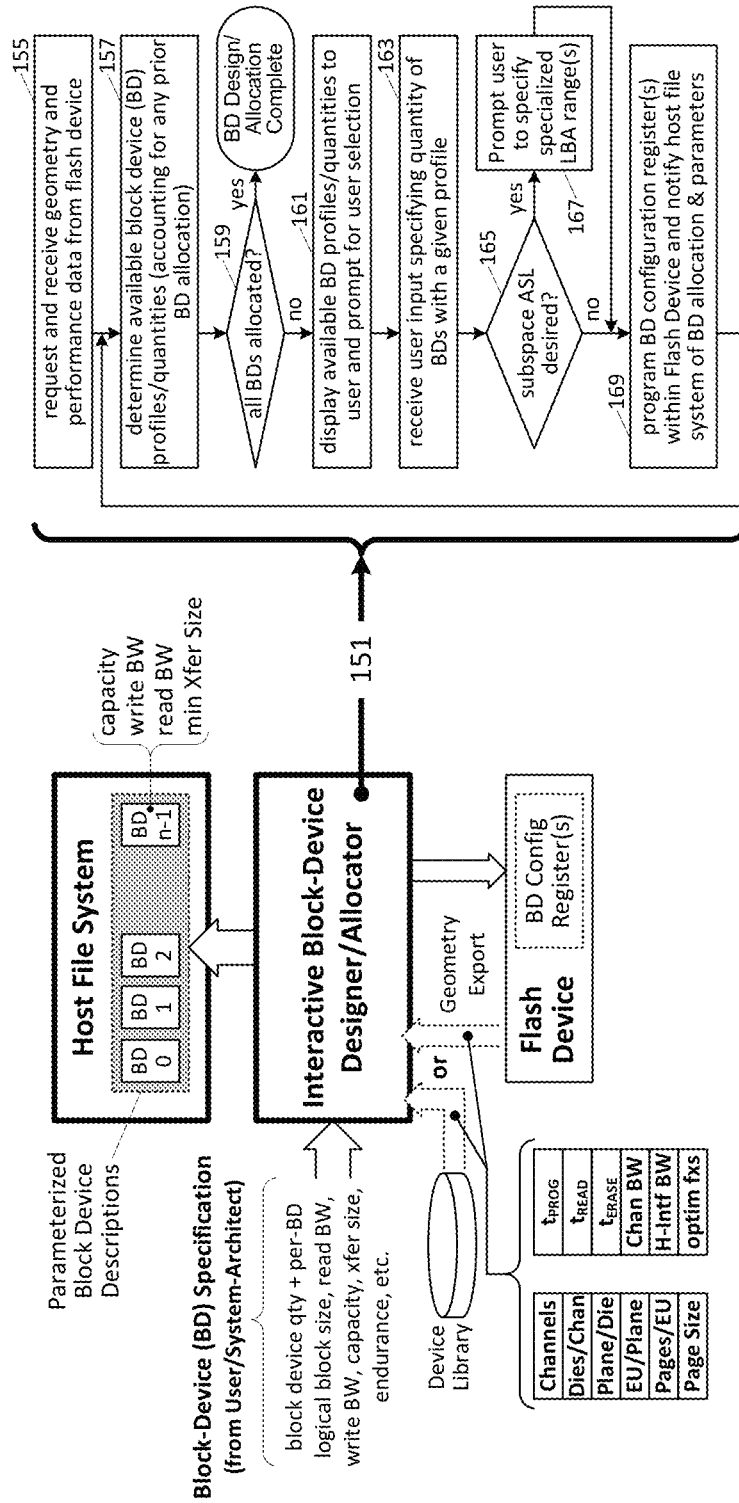 Parameterized
Block Device
Descriptions
Host File System
BD
0
BD
1
BD
2
BD
n-1
capacity
write BW
read BW
min Xfer Size
Block-Device (BD) Specification
(from User/System-Architect)
block device qty + per-BD
logical block size, read BW,
write BW, capacity, xfer size,
endurance, etc.
Interactive Block-Device
Designer/Allocator
151
Device
Library
or
Geometry
Export
Flash
Device
BD Config
Register(s)
Channels
Dies/Chan
Plane/Die
EU/Plane
Pages/EU
Page Size
tPROG
tREAD
tERASE
Chan BW
H-Intf BW
optim fxs
155
request and receive geometry and
performance data from flash device
157
determine available block device (BD)
profiles/quantities (accounting for any prior
BD allocation)
159
all BDs allocated?
yes
BD Design/
Allocation
Complete
no
161
display available BD profiles/quantities to
user and prompt for user selection
163
receive user input specifying quantity of
BDs with a given profile
165
subspace ASL
desired?
yes
Prompt user
to specify
specialized
LBA range(s)
167
no
169
program BD configuration register(s)
within Flash Device and notify host file
system of BD allocation & parameters